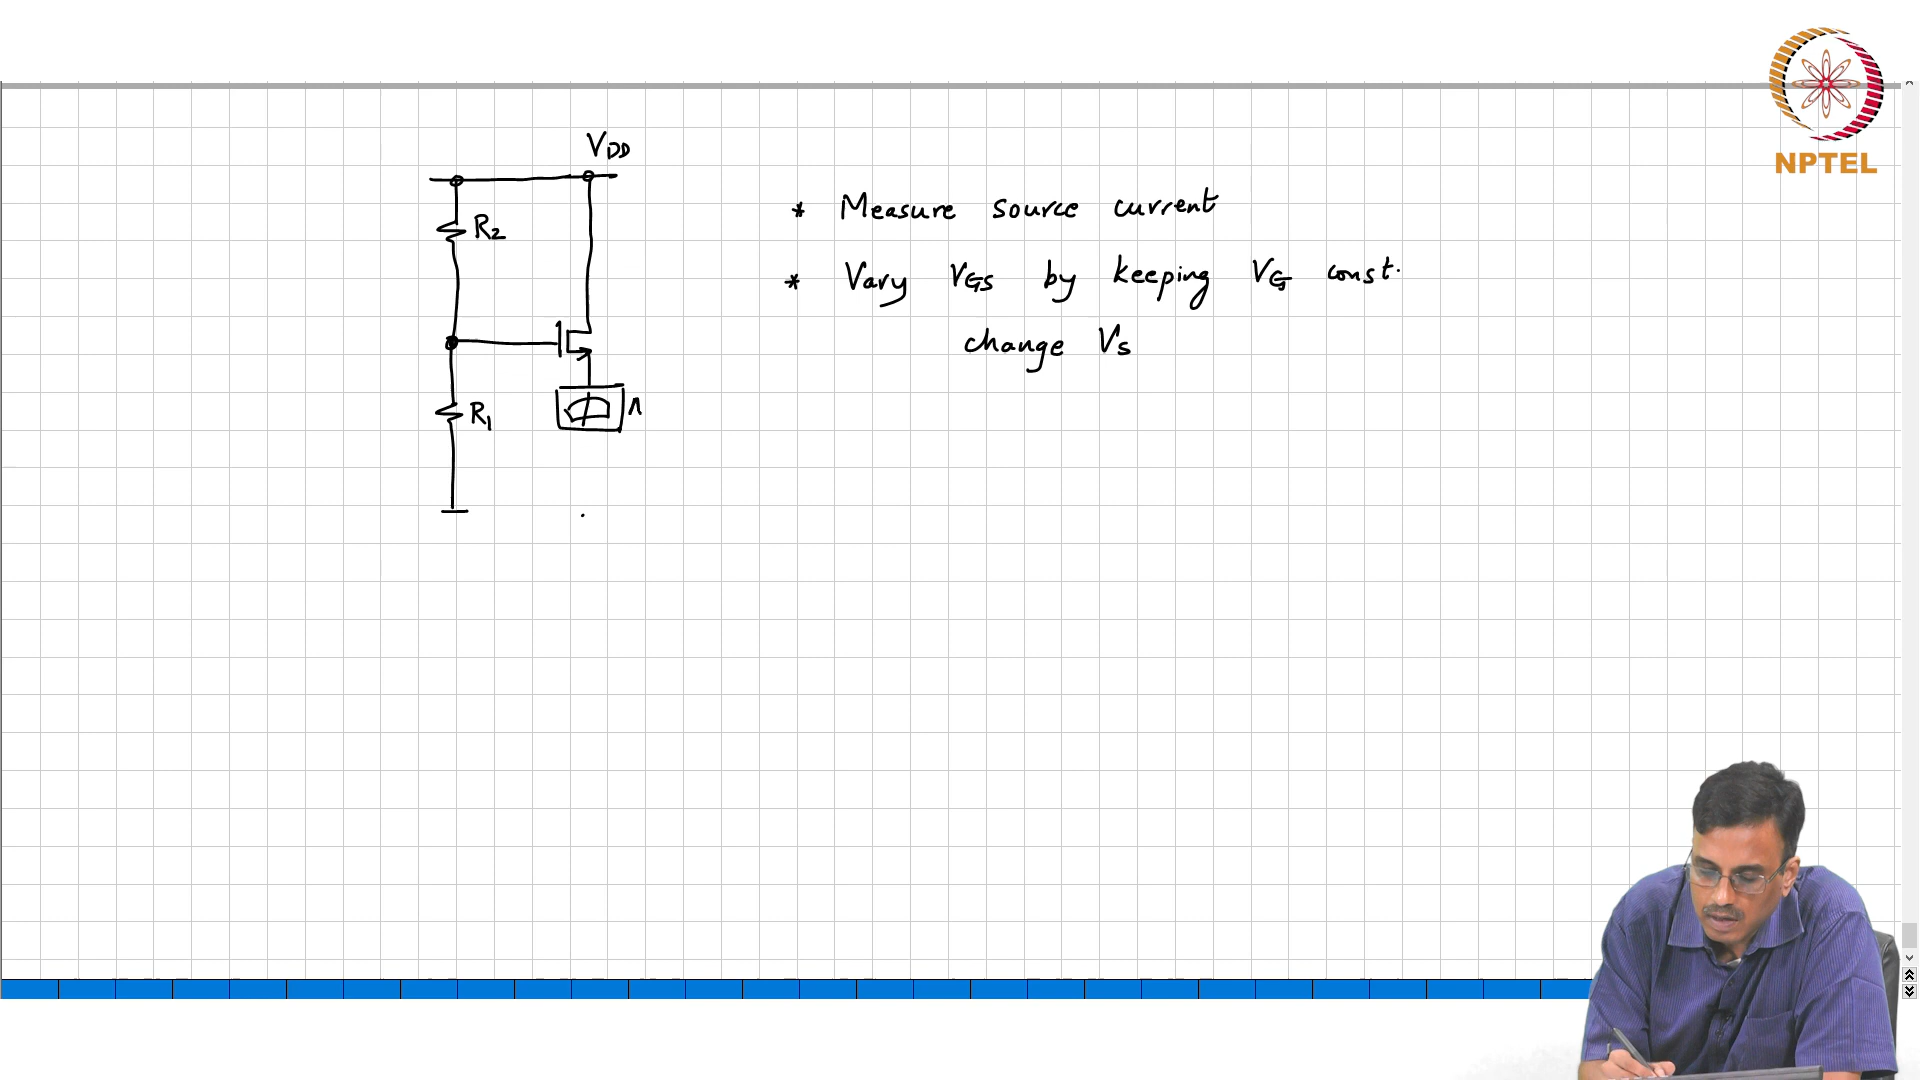 NPTEL
VDD
R2
R1
* Measure source current
* Vary VGS by keeping VG const.
change VS